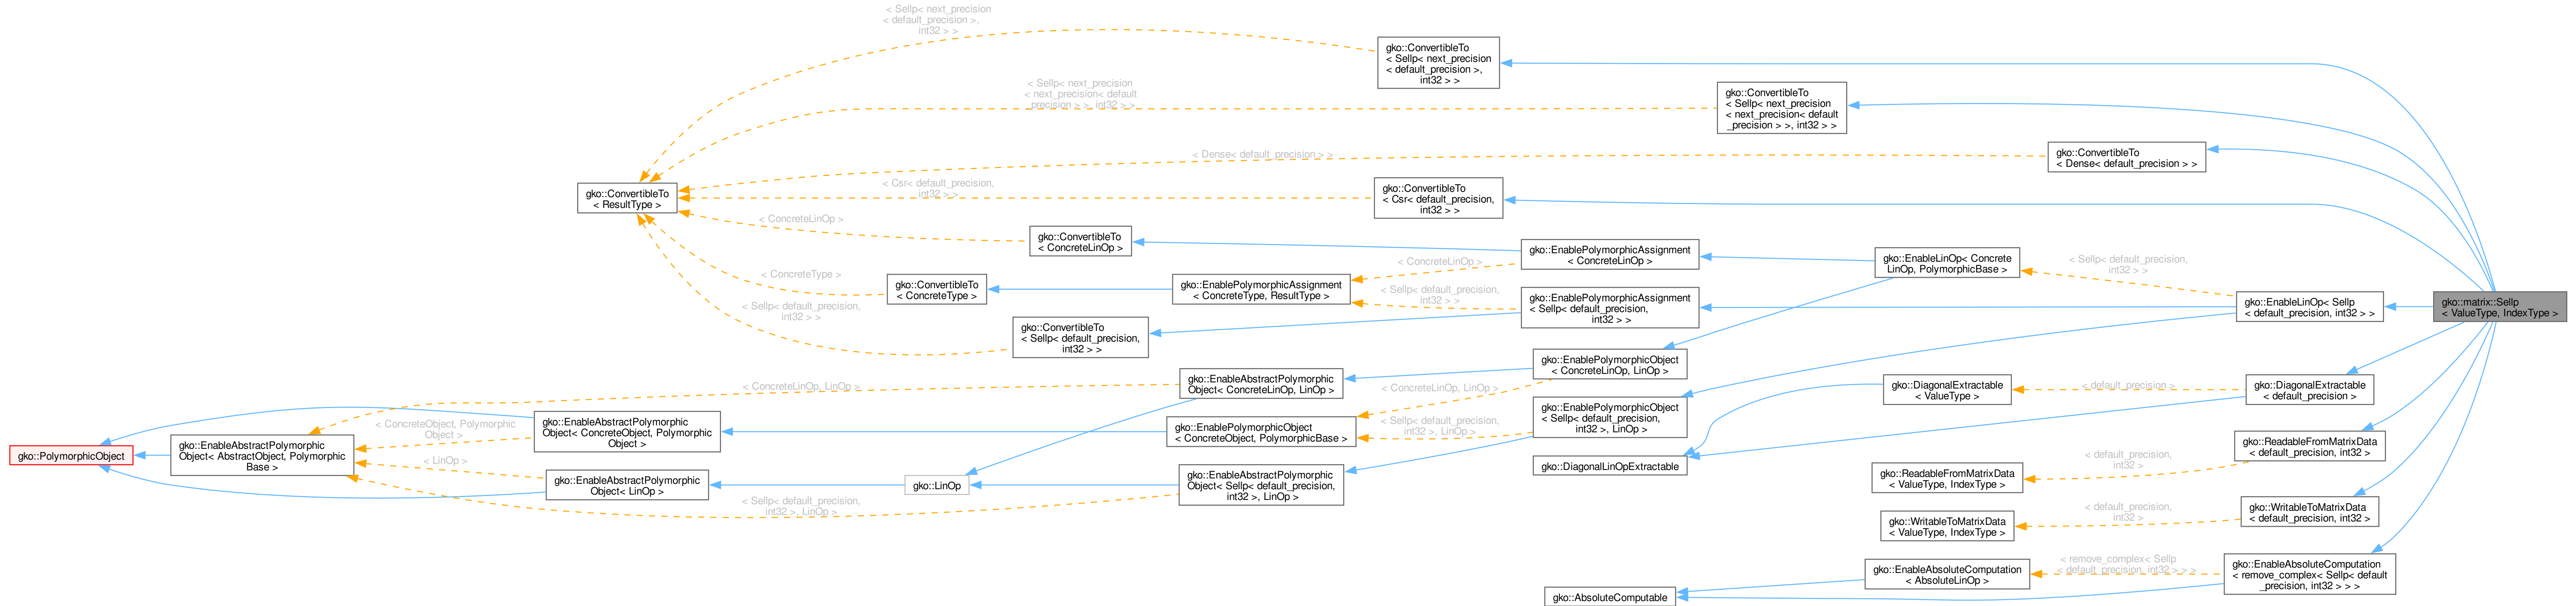 < Sellp< next_precision
< default_precision >,
int32 > >
gko::ConvertibleTo
< Sellp< next_precision
< default_precision >,
int32 > >
< Sellp< next_precision
< next_precision< default
_precision > >, int32 > >
gko::ConvertibleTo
< Sellp< next_precision
< next_precision< default
_precision > >, int32 > >
< Dense< default_precision > >
gko::ConvertibleTo
< Dense< default_precision > >
gko::ConvertibleTo
< ResultType >
< Csr< default_precision,
int32 > >
gko::ConvertibleTo
< Csr< default_precision,
int32 > >
< ConcreteLinOp >
gko::ConvertibleTo
< ConcreteLinOp >
gko::EnablePolymorphicAssignment
< ConcreteLinOp >
gko::EnableLinOp< Concrete
LinOp, PolymorphicBase >
< Sellp< default_precision,
int32 > >
gko::EnableLinOp< Sellp
< default_precision, int32 > >
gko::matrix::Sellp
< ValueType, IndexType >
< ConcreteType >
gko::ConvertibleTo
< ConcreteType >
gko::EnablePolymorphicAssignment
< ConcreteType, ResultType >
< ConcreteLinOp >
< Sellp< default_precision,
int32 > >
gko::EnablePolymorphicAssignment
< Sellp< default_precision,
int32 > >
< Sellp< default_precision,
int32 > >
gko::ConvertibleTo
< Sellp< default_precision,
int32 > >
gko::EnablePolymorphicObject
< ConcreteLinOp, LinOp >
< ConcreteLinOp, LinOp >
gko::EnableAbstractPolymorphic
Object< ConcreteLinOp, LinOp >
< ConcreteLinOp, LinOp >
gko::DiagonalExtractable
< ValueType >
< default_precision >
gko::DiagonalExtractable
< default_precision >
gko::PolymorphicObject
gko::EnableAbstractPolymorphic
Object< AbstractObject, Polymorphic
Base >
< ConcreteObject, Polymorphic
Object >
gko::EnableAbstractPolymorphic
Object< ConcreteObject, Polymorphic
Object >
gko::EnablePolymorphicObject
< ConcreteObject, PolymorphicBase >
< Sellp< default_precision,
int32 >, LinOp >
gko::EnablePolymorphicObject
< Sellp< default_precision,
int32 >, LinOp >
gko::DiagonalLinOpExtractable
< LinOp >
gko::EnableAbstractPolymorphic
Object< LinOp >
gko::LinOp
gko::EnableAbstractPolymorphic
Object< Sellp< default_precision,
int32 >, LinOp >
< Sellp< default_precision,
int32 >, LinOp >
gko::ReadableFromMatrixData
< ValueType, IndexType >
< default_precision,
int32 >
gko::ReadableFromMatrixData
< default_precision, int32 >
gko::WritableToMatrixData
< ValueType, IndexType >
< default_precision,
int32 >
gko::WritableToMatrixData
< default_precision, int32 >
gko::AbsoluteComputable
gko::EnableAbsoluteComputation
< AbsoluteLinOp >
< remove_complex< Sellp
< default_precision, int32 > > >
gko::EnableAbsoluteComputation
< remove_complex< Sellp< default
_precision, int32 > > >